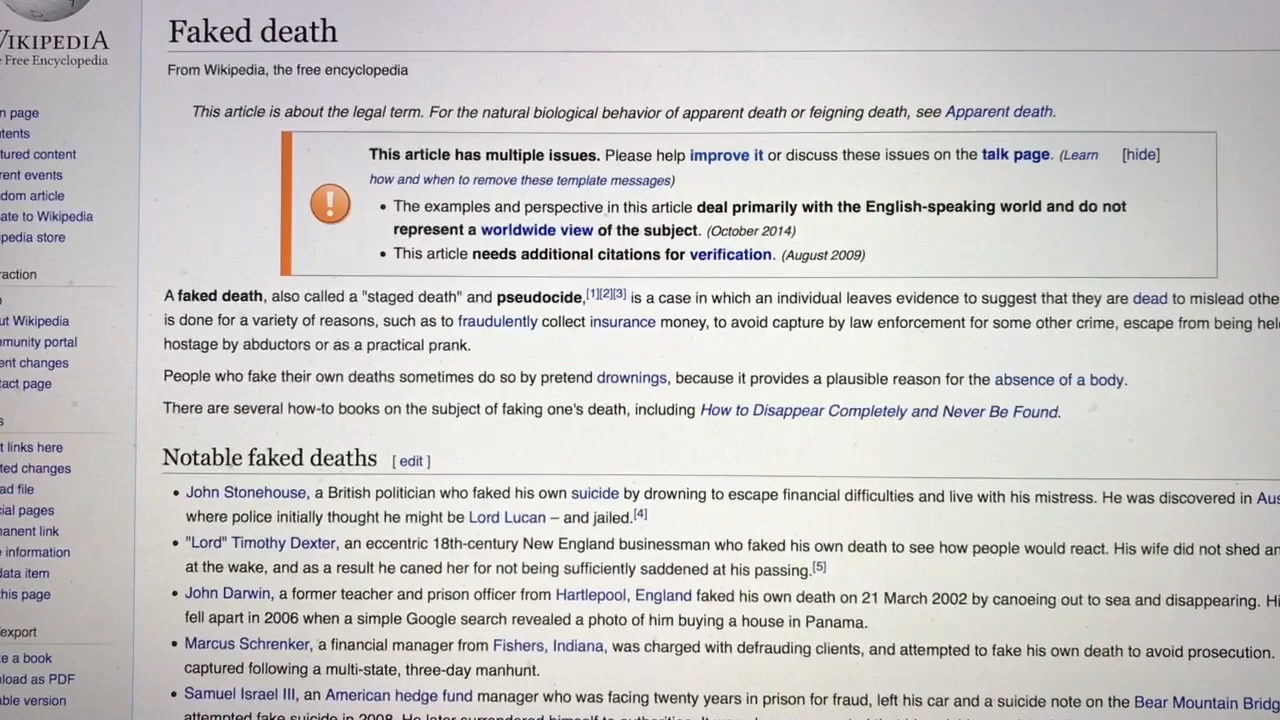 Faked death
IKIPEDIA
Free Encyclopedia
From Wikipedia, the free encyclopedia
n page
tents
tured content
rent events
dom article
ate to Wikipedia
pedia store
raction
ut Wikipedia
munity portal
ent changes
tact page
s
t links here
ted changes
ad file
ial pages
nanent link
e information
data item
this page
/export
e a book
nload as PDF
able version
This article is about the legal term. For the natural biological behavior of apparent death or feigning death, see Apparent death.
This article has multiple issues. Please help improve it or discuss these issues on the talk page. (Learn [hide]
how and when to remove these template messages)
• The examples and perspective in this article deal primarily with the English-speaking world and do not
represent a worldwide view of the subject. (October 2014)
• This article needs additional citations for verification. (August 2009)
A faked death, also called a "staged death" and pseudocide,[1][2][3] is a case in which an individual leaves evidence to suggest that they are dead to mislead othe
is done for a variety of reasons, such as to fraudulently collect insurance money, to avoid capture by law enforcement for some other crime, escape from being hel
hostage by abductors or as a practical prank.
People who fake their own deaths sometimes do so by pretend drownings, because it provides a plausible reason for the absence of a body.
There are several how-to books on the subject of faking one's death, including How to Disappear Completely and Never Be Found.
Notable faked deaths [ edit ]
• John Stonehouse, a British politician who faked his own suicide by drowning to escape financial difficulties and live with his mistress. He was discovered in Aus
where police initially thought he might be Lord Lucan – and jailed.[4]
• "Lord" Timothy Dexter, an eccentric 18th-century New England businessman who faked his own death to see how people would react. His wife did not shed an
at the wake, and as a result he caned her for not being sufficiently saddened at his passing.[5]
• John Darwin, a former teacher and prison officer from Hartlepool, England faked his own death on 21 March 2002 by canoeing out to sea and disappearing. Hi
fell apart in 2006 when a simple Google search revealed a photo of him buying a house in Panama.
• Marcus Schrenker, a financial manager from Fishers, Indiana, was charged with defrauding clients, and attempted to fake his own death to avoid prosecution.
captured following a multi-state, three-day manhunt.
• Samuel Israel III, an American hedge fund manager who was facing twenty years in prison for fraud, left his car and a suicide note on the Bear Mountain Bridg
attempted fake suicide in 2008. He later surrendered himself to authorities.